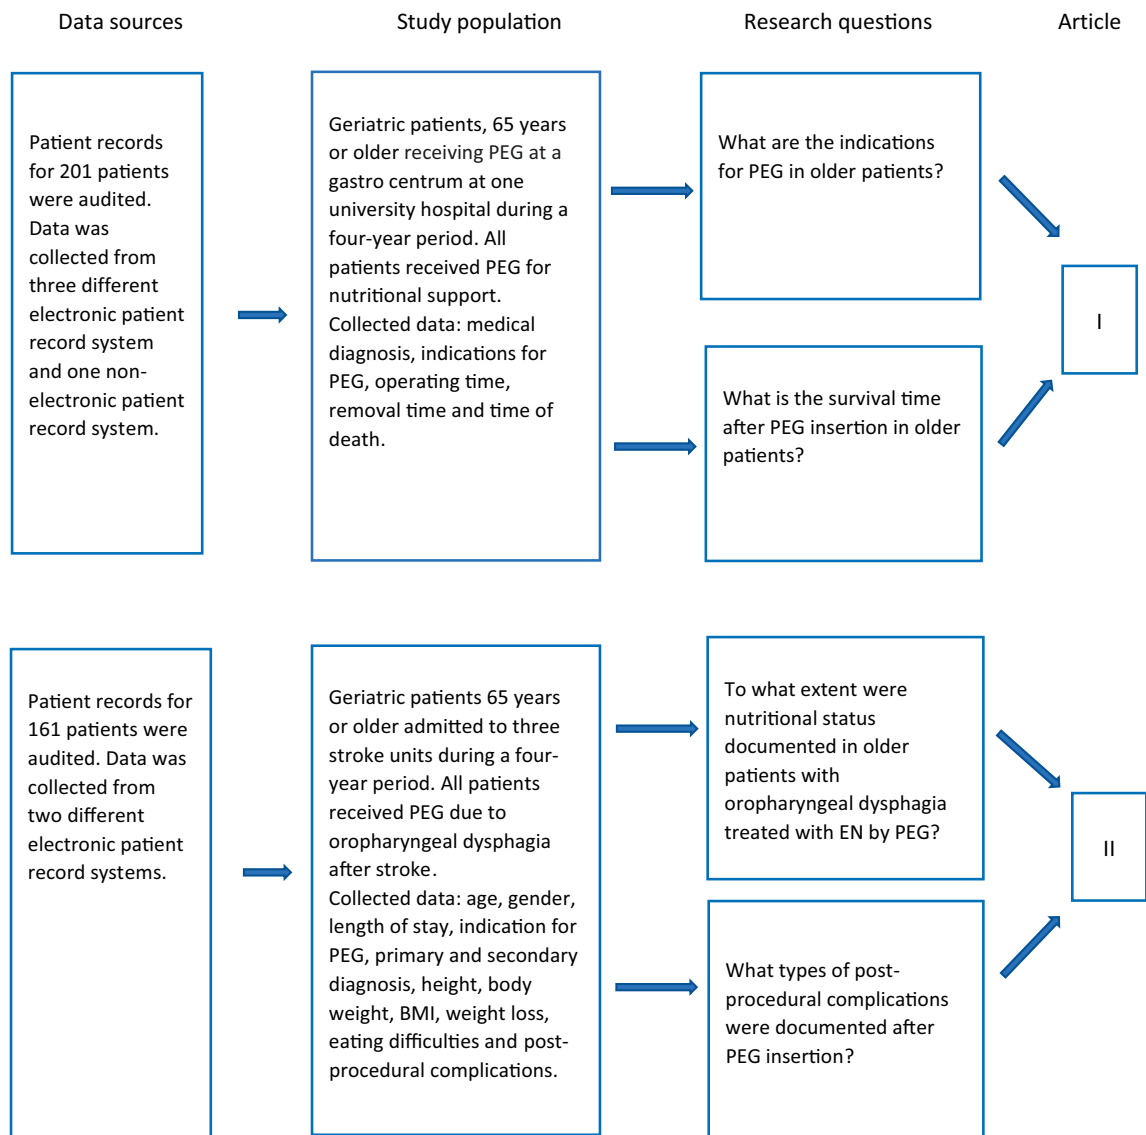 Data sources
Study population
Research questions
Article
Patient records
for 201 patients
were audited.
Data was
collected from
three different
electronic patient
record system
and one non-
electronic patient
record system.
Geriatric patients, 65 years
or older receiving PEG at a
gastro centrum at one
university hospital during a
four-year period. All
patients received PEG for
nutritional support.
Collected data: medical
diagnosis, indications for
PEG, operating time,
removal time and time of
death.
What are the indications
for PEG in older patients?
What is the survival time
after PEG insertion in older
patients?
I
Patient records for
161 patients were
audited. Data was
collected from
two different
electronic patient
record systems.
Geriatric patients 65 years
or older admitted to three
stroke units during a four-
year period. All patients
received PEG due to
oropharyngeal dysphagia
after stroke.
Collected data: age, gender,
length of stay, indication for
PEG, primary and secondary
diagnosis, height, body
weight, BMI, weight loss,
eating difficulties and post-
procedural complications.
To what extent were
nutritional status
documented in older
patients with
oropharyngeal dysphagia
treated with EN by PEG?
What types of post-
procedural complications
were documented after
PEG insertion?
II